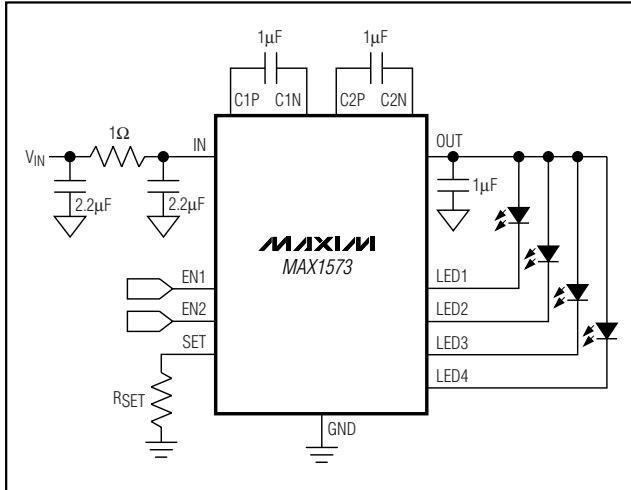 1μF
1μF
C1P
C1N
C2P
C2N
1Ω
VIN
IN
OUT
2.2μF
2.2μF
1μF
MAXIM
MAX1573
EN1
LED1
EN2
LED2
SET
LED3
RSET
LED4
GND